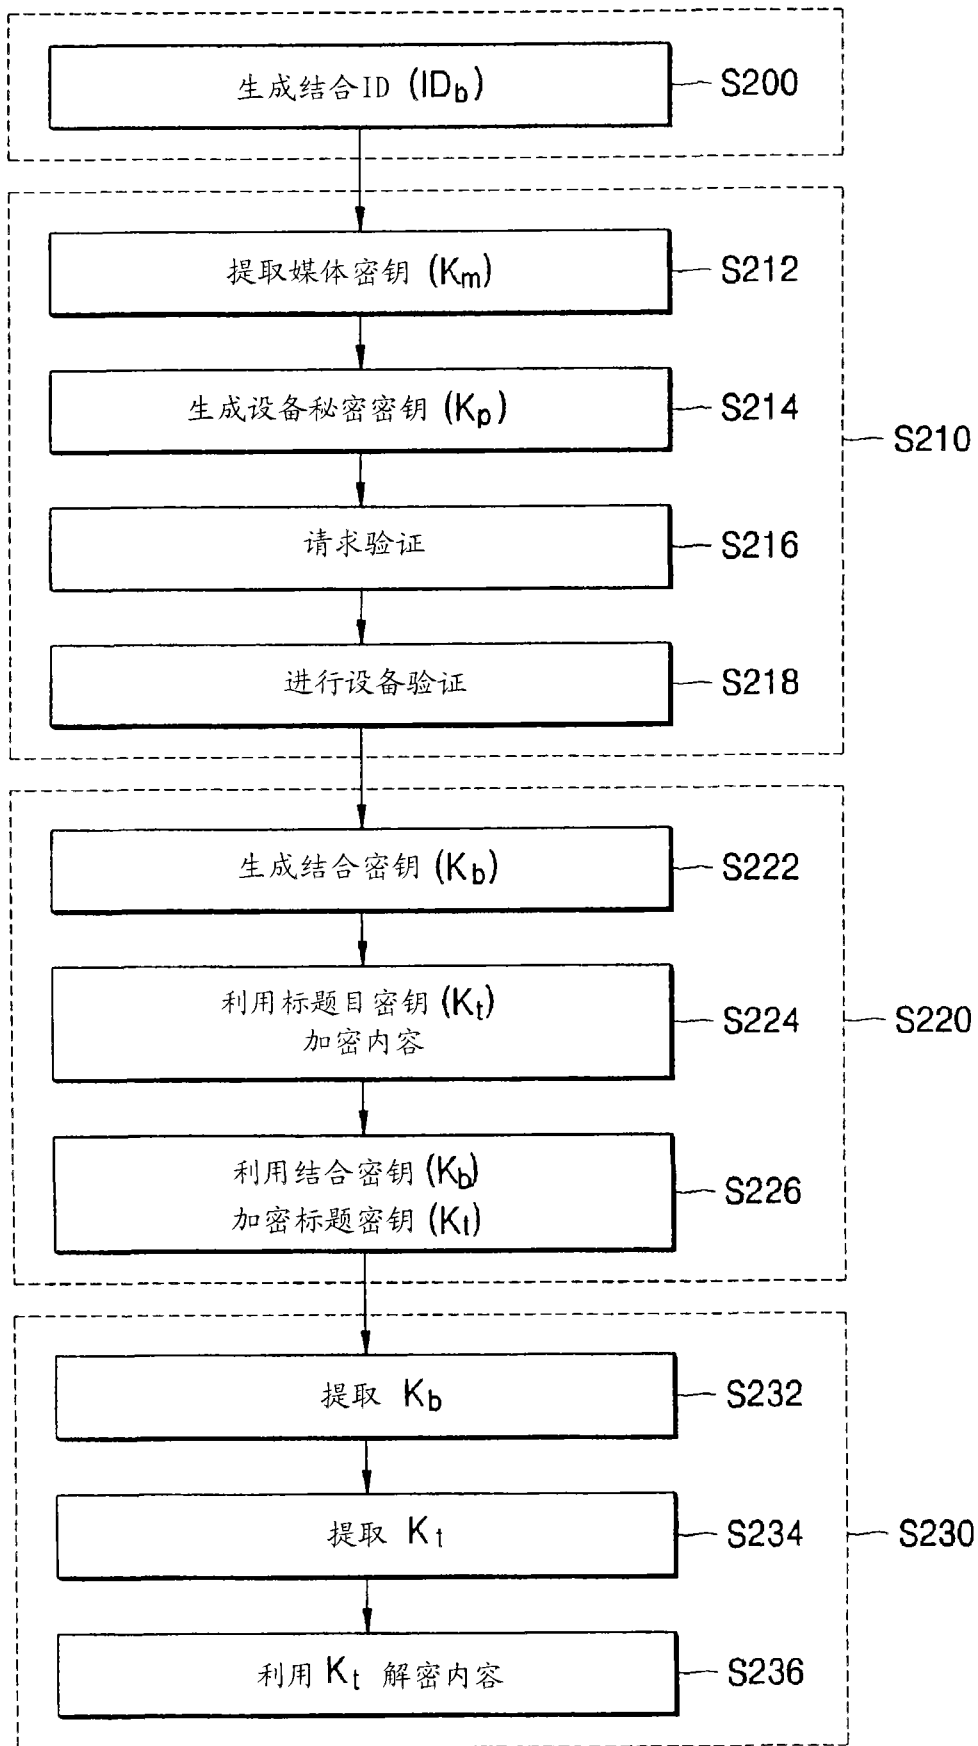 生成结合ID (IDb)
S200
提取媒体密钥 (Km)
S212
生成设备秘密密钥 (Kp)
S214
S210
请求验证
S216
进行设备验证
S218
生成结合密钥 (Kb)
S222
利用标题目密钥 (Kt)
加密内容
S224
S220
利用结合密钥 (Kb)
加密标题密钥 (Kt)
S226
提取 Kb
S232
提取 Kt
S234
S230
利用 Kt 解密内容
S236